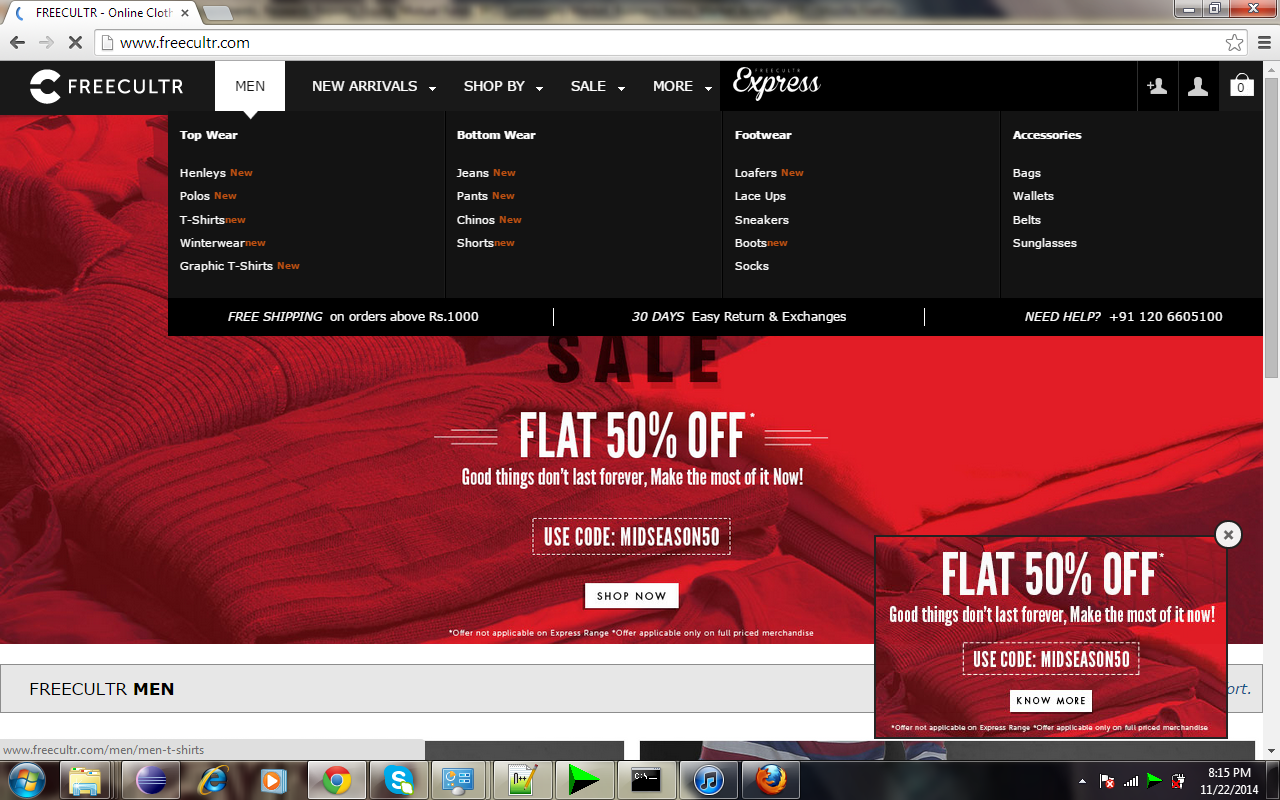 FREECULTR - Online Cloth
www.freecultr.com
FREECULTR MEN NEW ARRIVALS SHOP BY SALE MORE FREECULTR Express 0
Top Wear Bottom Wear Footwear Accessories
Henleys New Jeans New Loafers New Bags
Polos New Pants New Lace Ups Wallets
T-Shirtsnew Chinos New Sneakers Belts
Winterwearnew Shortsnew Bootsnew Sunglasses
Graphic T-Shirts New Socks
FREE SHIPPING on orders above Rs.1000 30 DAYS Easy Return & Exchanges NEED HELP? +91 120 6605100
SALE
FLAT 50% OFF*
Good things don't last forever, Make the most of it Now!
USE CODE: MIDSEASON50
SHOP NOW
*Offer not applicable on Express Range *Offer applicable only on full priced merchandise
FLAT 50% OFF*
Good things don't last forever, Make the most of it now!
USE CODE: MIDSEASON50
KNOW MORE
*Offer not applicable on Express Range *Offer applicable only on full priced merchandise
FREECULTR MEN ort.
www.freecultr.com/men/men-t-shirts
8:15 PM
11/22/2014